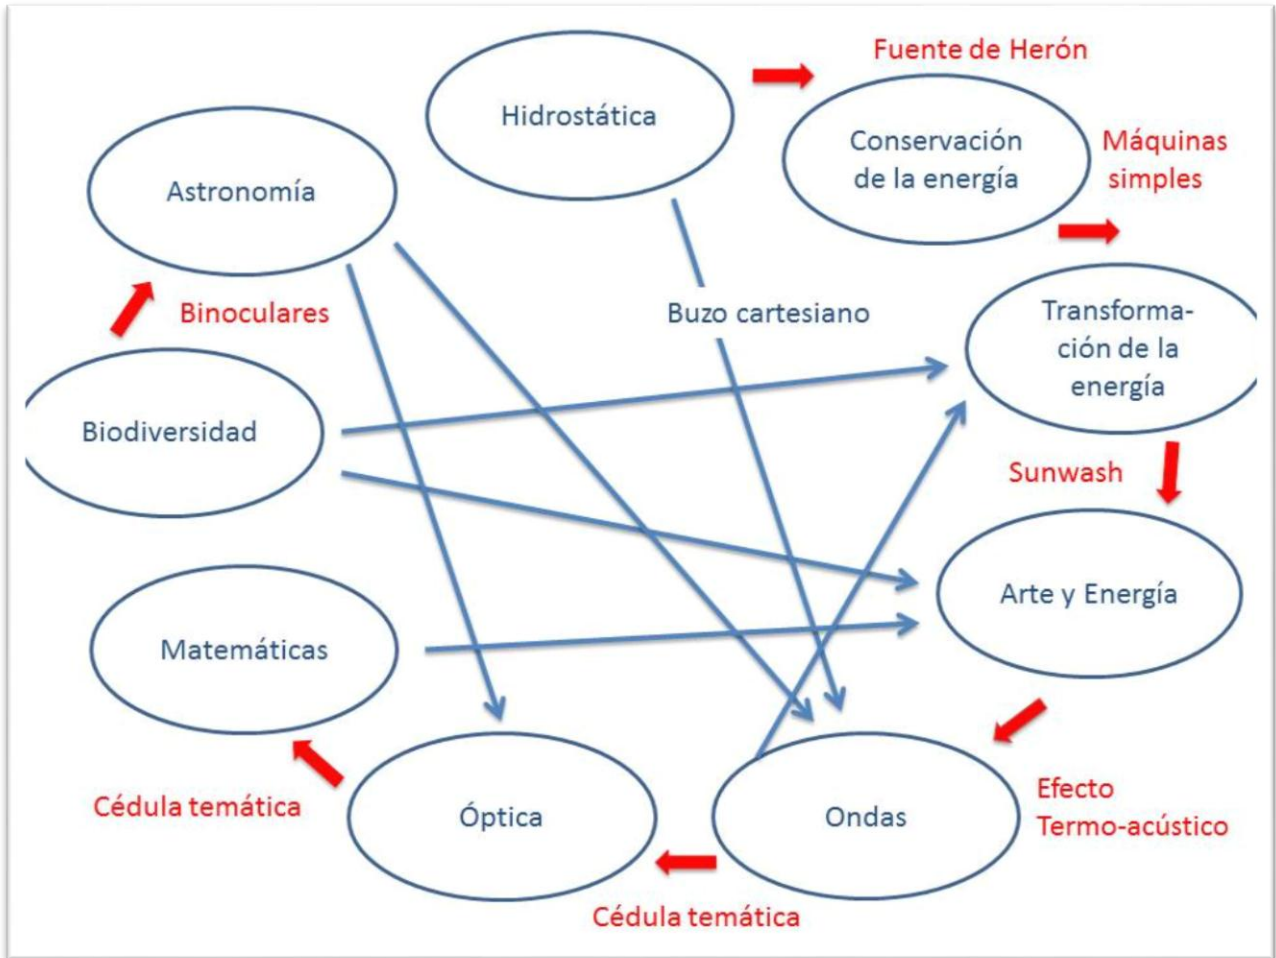 Fuente de Herón
Hidrostática
Conservación
de la energía
Máquinas
simples
Astronomía
Binoculares
Buzo cartesiano
Transforma-
ción de la
energía
Biodiversidad
Sunwash
Arte y Energía
Matemáticas
Cédula temática
Óptica
Ondas
Efecto
Termo-acústico
Cédula temática